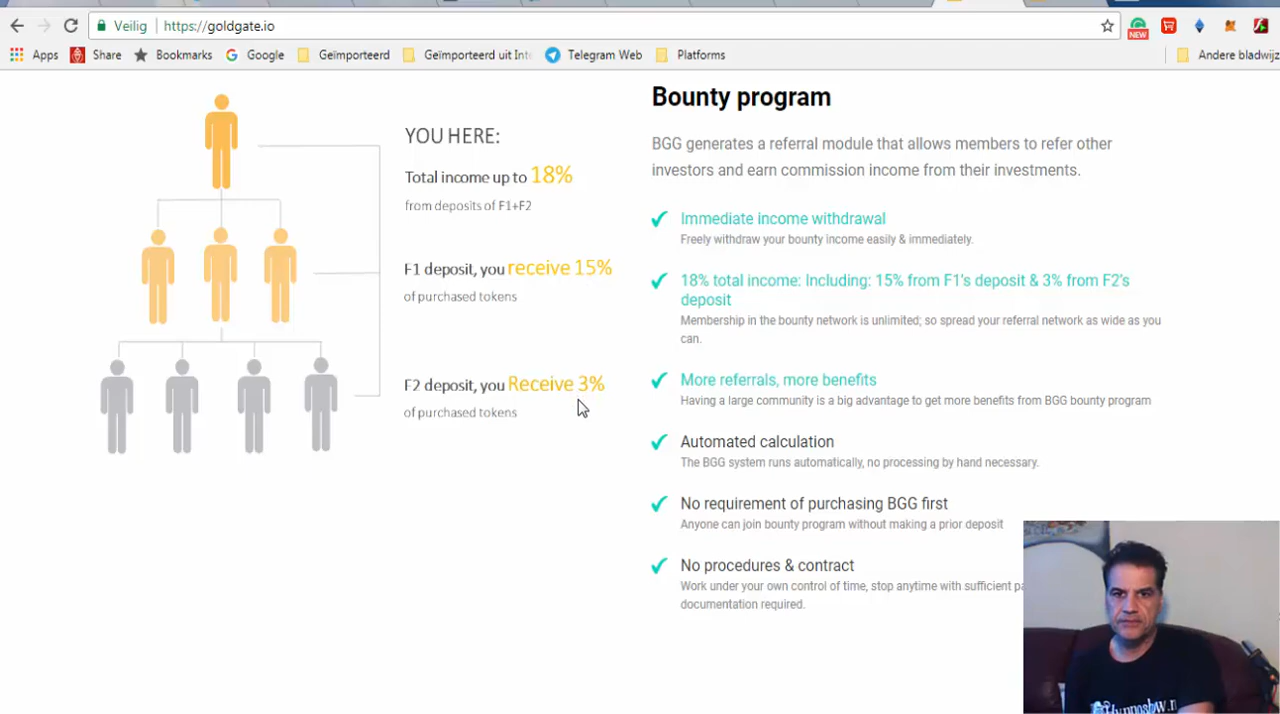 Veilig
https://goldgate.io
NEW
Apps
Share
Bookmarks
Google
Geïmporteerd
Geïmporteerd uit Inte
Telegram Web
Platforms
Andere bladwijz
YOU HERE:
Total income up to 18%
from deposits of F1+F2
F1 deposit, you receive 15%
of purchased tokens
F2 deposit, you Receive 3%
of purchased tokens
Bounty program
BGG generates a referral module that allows members to refer other
investors and earn commission income from their investments.
Immediate income withdrawal
Freely withdraw your bounty income easily & immediately.
18% total income: Including: 15% from F1's deposit & 3% from F2's
deposit
Membership in the bounty network is unlimited; so spread your referral network as wide as you
can.
More referrals, more benefits
Having a large community is a big advantage to get more benefits from BGG bounty program
Automated calculation
The BGG system runs automatically, no processing by hand necessary.
No requirement of purchasing BGG first
Anyone can join bounty program without making a prior deposit
No procedures & contract
Work under your own control of time, stop anytime with sufficient pa
documentation required.